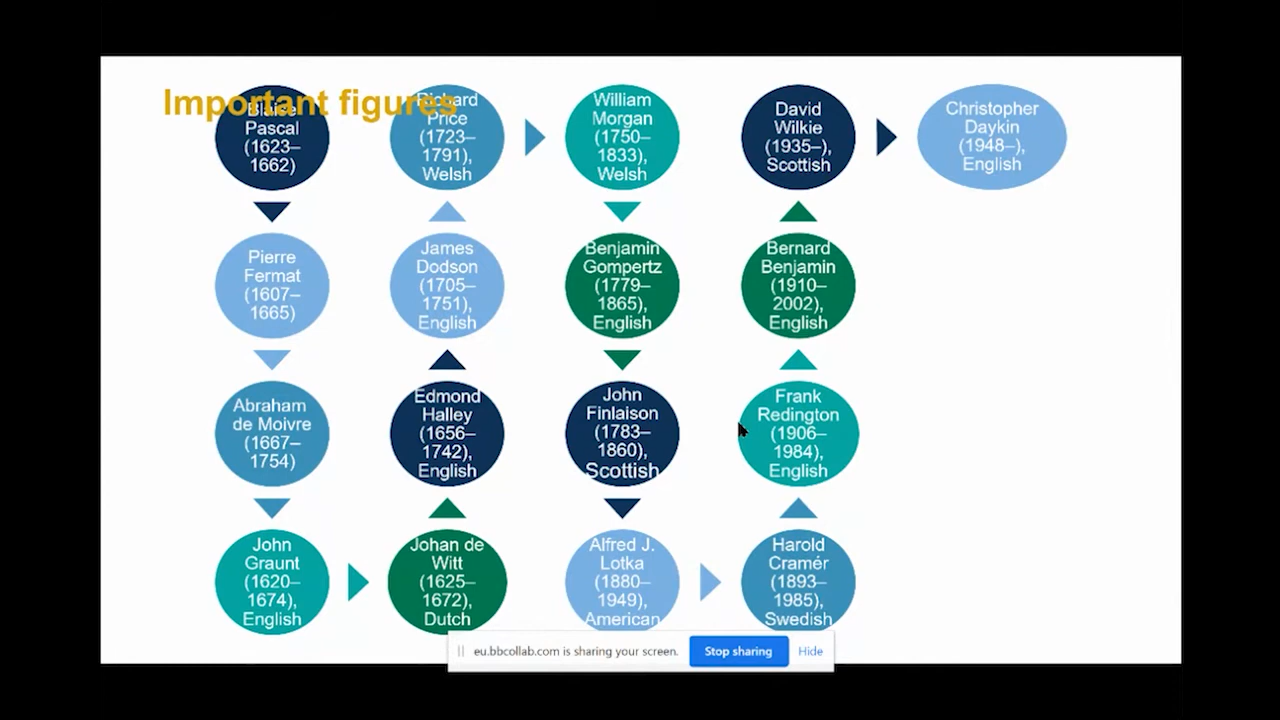 Important figures
Blaise
Pascal
(1623–
1662)
Pierre
Fermat
(1607–
1665)
Abraham
de Moivre
(1667–
1754)
John
Graunt
(1620–
1674),
English
Johan de
Witt
(1625–
1672),
Dutch
Edmond
Halley
(1656–
1742),
English
James
Dodson
(1705–
1751),
English
Richard
Price
(1723–
1791),
Welsh
William
Morgan
(1750–
1833),
Welsh
Benjamin
Gompertz
(1779–
1865),
English
John
Finlaison
(1783–
1860),
Scottish
Alfred J.
Lotka
(1880–
1949),
American
Harold
Cramér
(1893–
1985),
Swedish
Frank
Redington
(1906–
1984),
English
Bernard
Benjamin
(1910–
2002),
English
David
Wilkie
(1935–),
Scottish
Christopher
Daykin
(1948–),
English
eu.bbcollab.com is sharing your screen.
Stop sharing
Hide